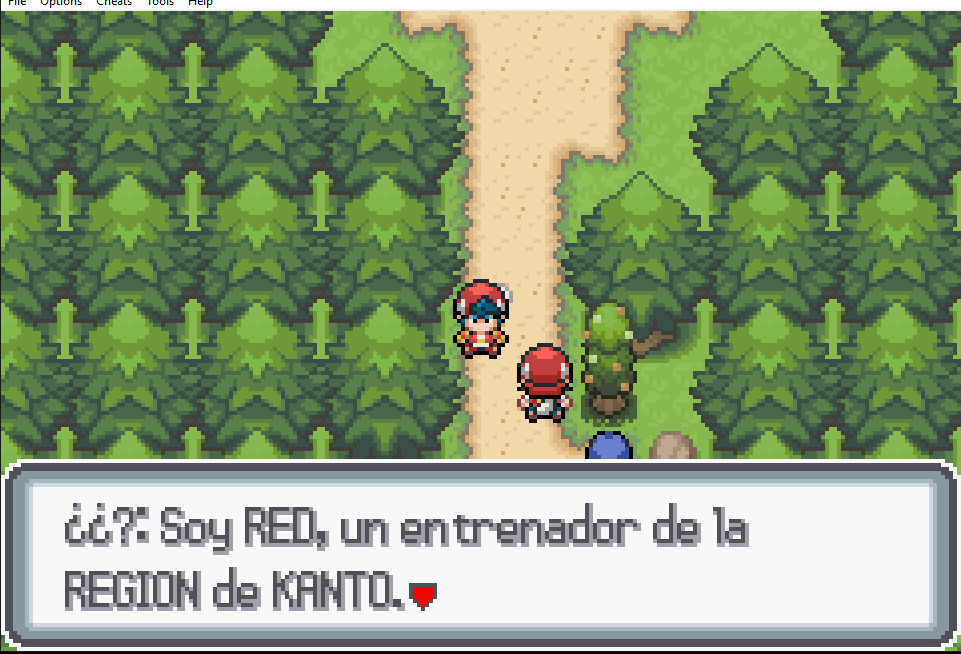 File Options Cheats Tools Help
¿¿?: Soy RED, un entrenador de la
REGION de KANTO.